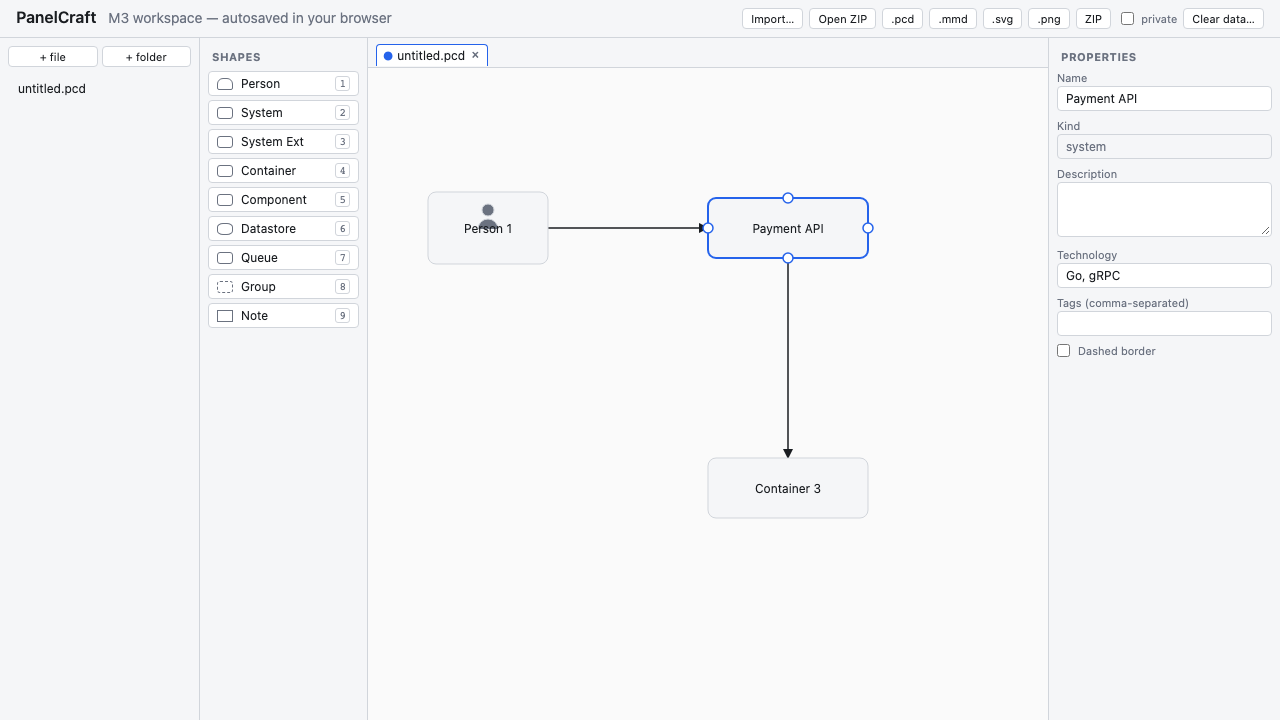 PanelCraft M3 workspace — autosaved in your browser Import... Open ZIP .pcd .mmd .svg .png ZIP private Clear data...
+ file + folder
untitled.pcd
SHAPES
Person 1
System 2
System Ext 3
Container 4
Component 5
Datastore 6
Queue 7
Group 8
Note 9
untitled.pcd ×
Person 1
Payment API
Container 3
PROPERTIES
Name
Payment API
Kind
system
Description
Technology
Go, gRPC
Tags (comma-separated)
Dashed border